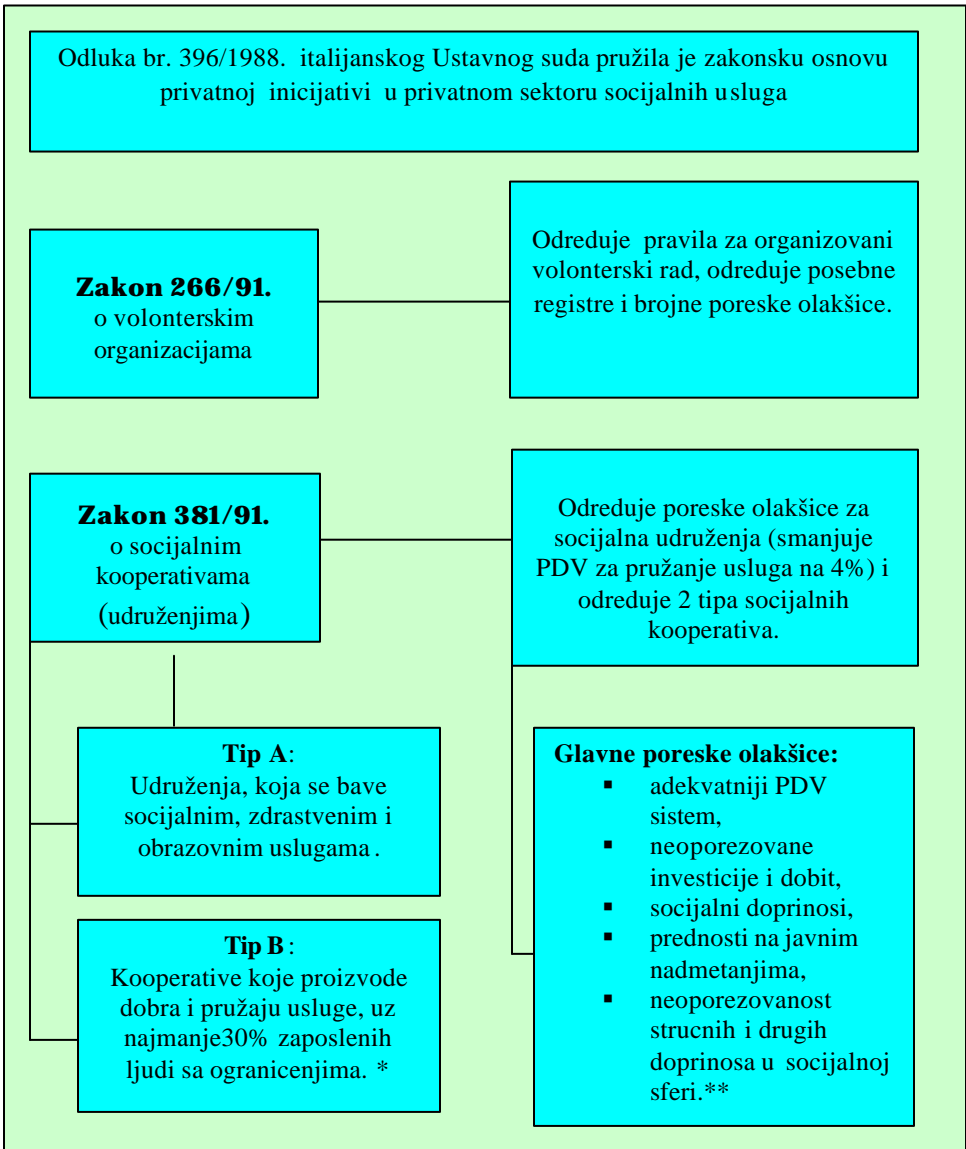 Odluka br. 396/1988. italijanskog Ustavnog suda pružila je zakonsku osnovu
privatnoj inicijativi u privatnom sektoru socijalnih usluga
Zakon 266/91.
o volonterskim
organizacijama
Odreduje pravila za organizovani
volonterski rad, odreduje posebne
registre i brojne poreske olakšice.
Zakon 381/91.
o socijalnim
kooperativama
(udruženjima)
Odreduje poreske olakšice za
socijalna udruženja (smanjuje
PDV za pružanje usluga na 4%) i
odreduje 2 tipa socijalnih
kooperativa.
Tip A:
Udruženja, koja se bave
socijalnim, zdrastvenim i
obrazovnim uslugama.
Tip B:
Kooperative koje proizvode
dobra i pružaju usluge, uz
najmanje30% zaposlenih
ljudi sa ogranicenjima. *
Glavne poreske olakšice:
▪ adekvatniji PDV
sistem,
▪ neoporezovane
investicije i dobit,
▪ socijalni doprinosi,
▪ prednosti na javnim
nadmetanjima,
▪ neoporezovanost
strucnih i drugih
doprinosa u socijalnoj
sferi.**